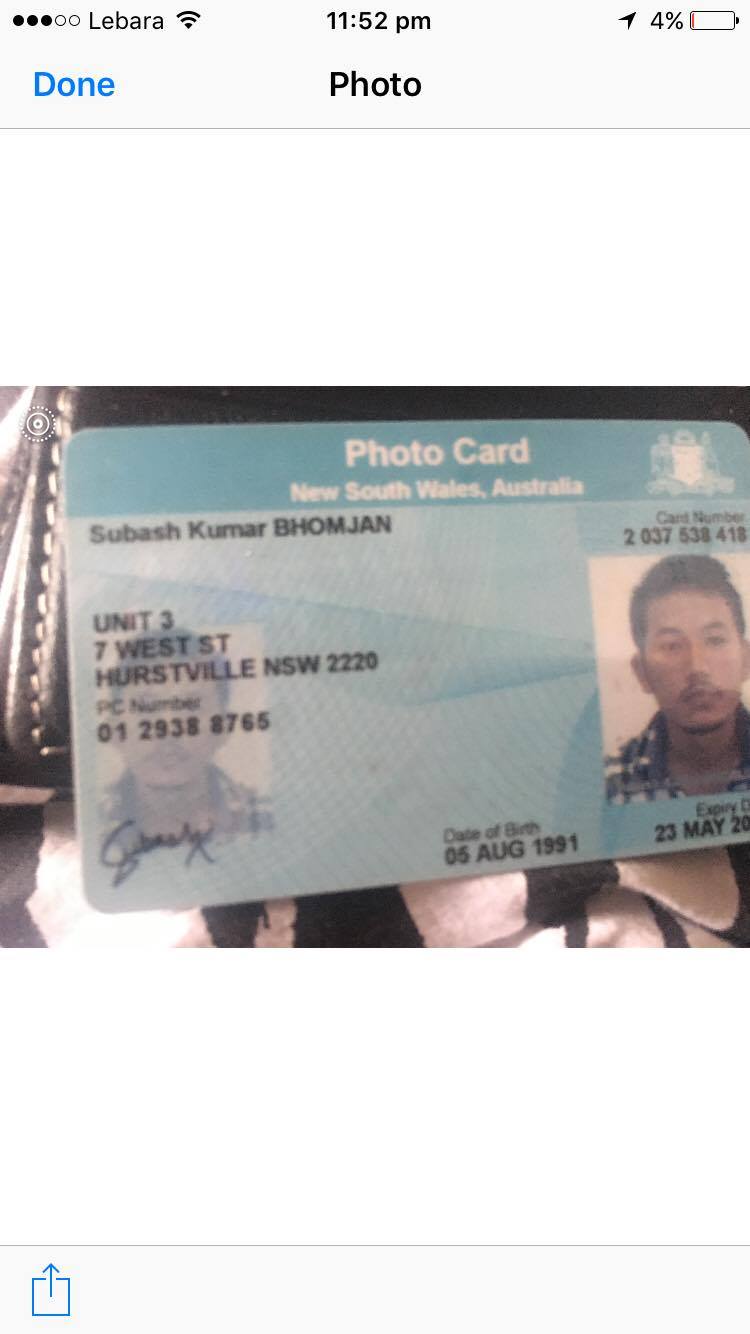 Lebara 11:52 pm 4%
Done Photo
Photo Card
New South Wales, Australia
Subash Kumar BHOMJAN
Card Number
2 037 538 418
UNIT 3
7 WEST ST
HURSTVILLE NSW 2220
PC Number
01 2938 8765
Date of Birth
05 AUG 1991
Expiry D
23 MAY 20